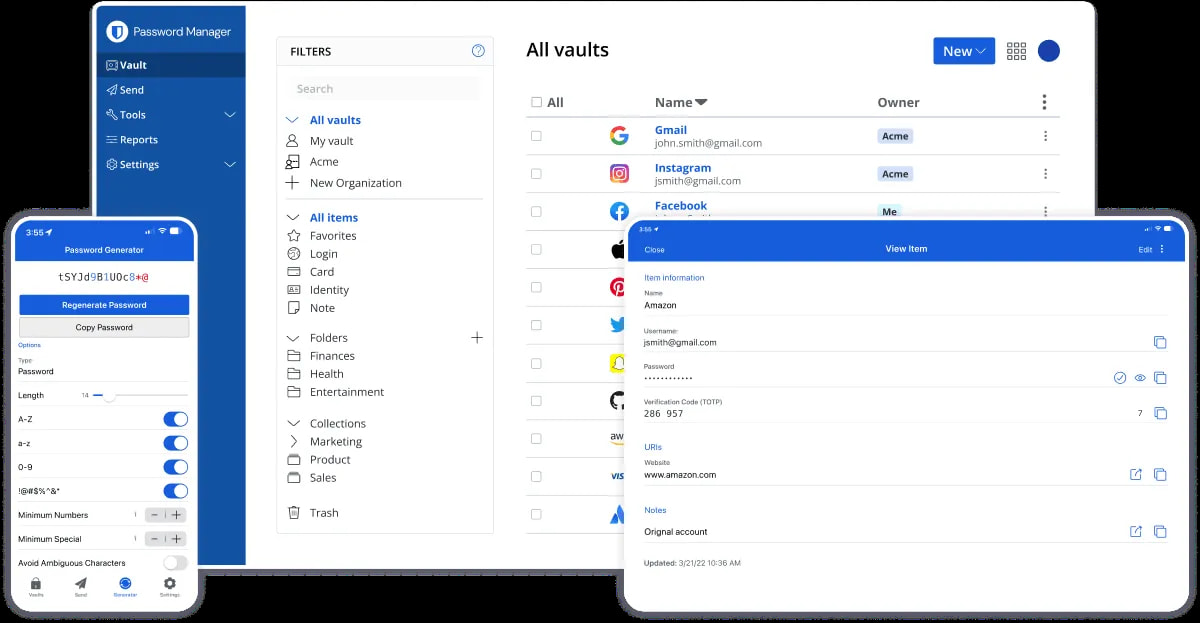 Password Manager
Vault
Send
Tools
Reports
Settings
FILTERS
Search
All vaults
My vault
Acme
New Organization
All items
Favorites
Login
Card
Identity
Note
Folders
Finances
Health
Entertainment
Collections
Marketing
Product
Sales
Trash
All vaults
New
All Name Owner
Gmail
john.smith@gmail.com
Acme
Instagram
jsmith@gmail.com
Acme
Facebook
Me
aws
VISA
3:55
Password Generator
tSYJd9B1UOc8*@
Regenerate Password
Copy Password
Options
Type
Password
Length 14
A-Z
a-z
0-9
!@#$%^&*
Minimum Numbers 1 − +
Minimum Special 1 − +
Avoid Ambiguous Characters
Vaults Send Generator Settings
3:55
Close View Item Edit
Item information
Name
Amazon
Username:
jsmith@gmail.com
Password
••••••••••••
Verification Code (TOTP)
286 957 7
URIs
Website
www.amazon.com
Notes
Orignal account
Updated: 3/21/22 10:36 AM